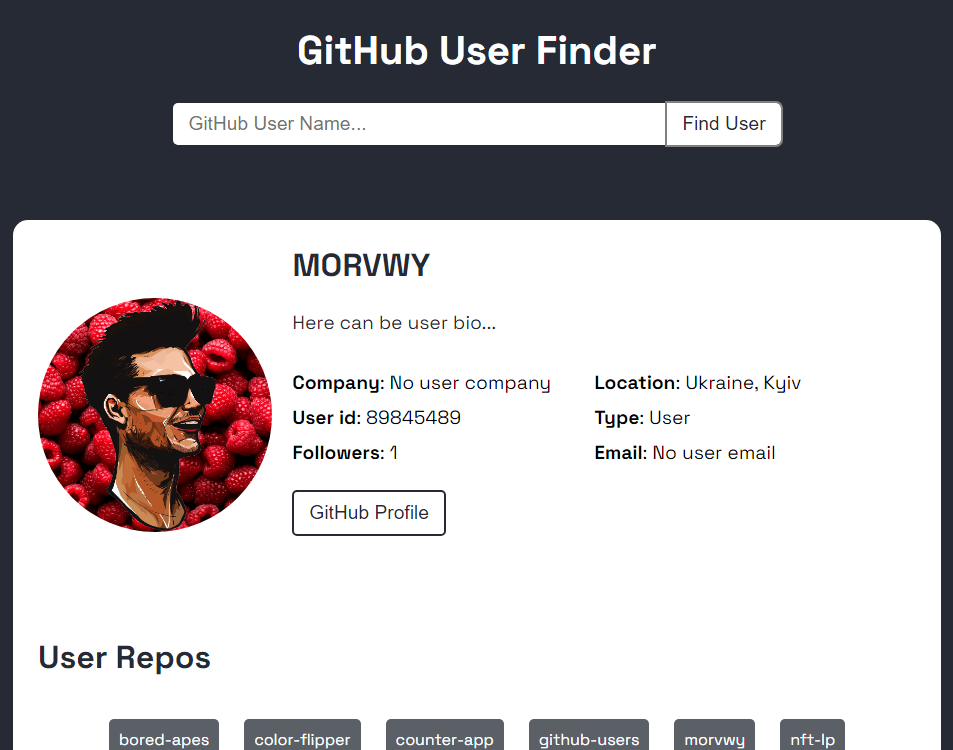 GitHub User Finder
GitHub User Name...
Find User
MORVWY
Here can be user bio...
Company: No user company
Location: Ukraine, Kyiv
User id: 89845489
Type: User
Followers: 1
Email: No user email
GitHub Profile
User Repos
bored-apes color-flipper counter-app github-users morvwy nft-lp